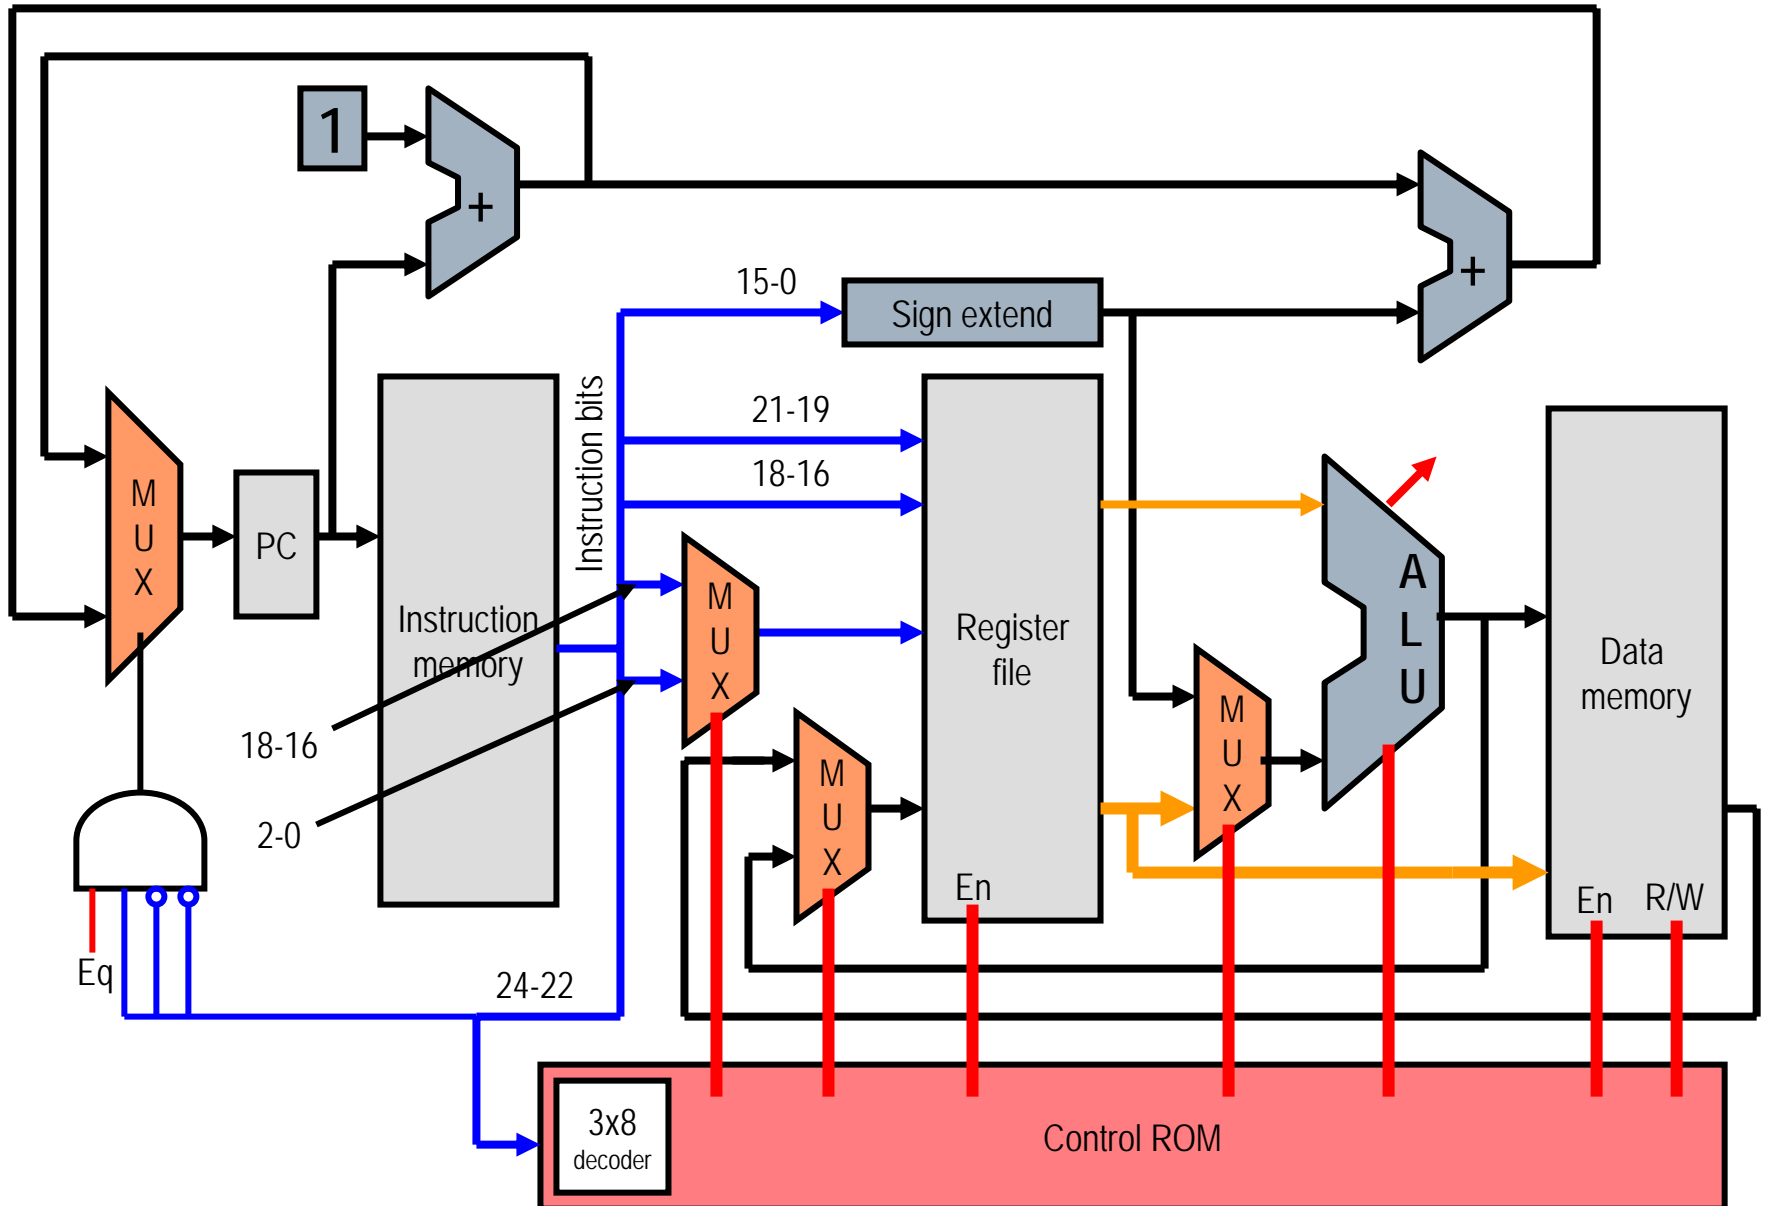 1
+
15-0
Sign extend
+
Instruction bits
21-19
18-16
M
U
X
PC
Instruction
memory
M
U
X
Register
file
A
L
U
Data
memory
M
U
X
18-16
2-0
M
U
X
En
En
R/W
Eq
24-22
3x8
decoder
Control ROM